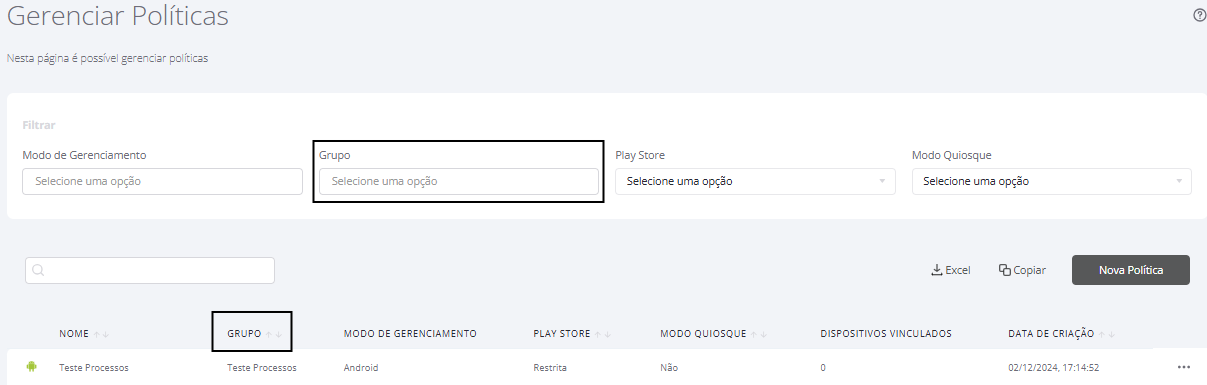 Gerenciar Políticas
Nesta página é possível gerenciar políticas
Filtrar
Modo de Gerenciamento Grupo Play Store Modo Quiosque
Selecione uma opção Selecione uma opção Selecione uma opção Selecione uma opção
Excel Copiar Nova Política
NOME GRUPO MODO DE GERENCIAMENTO PLAY STORE MODO QUIOSQUE DISPOSITIVOS VINCULADOS DATA DE CRIAÇÃO
Teste Processos Teste Processos Android Restrita Não 0 02/12/2024, 17:14:52